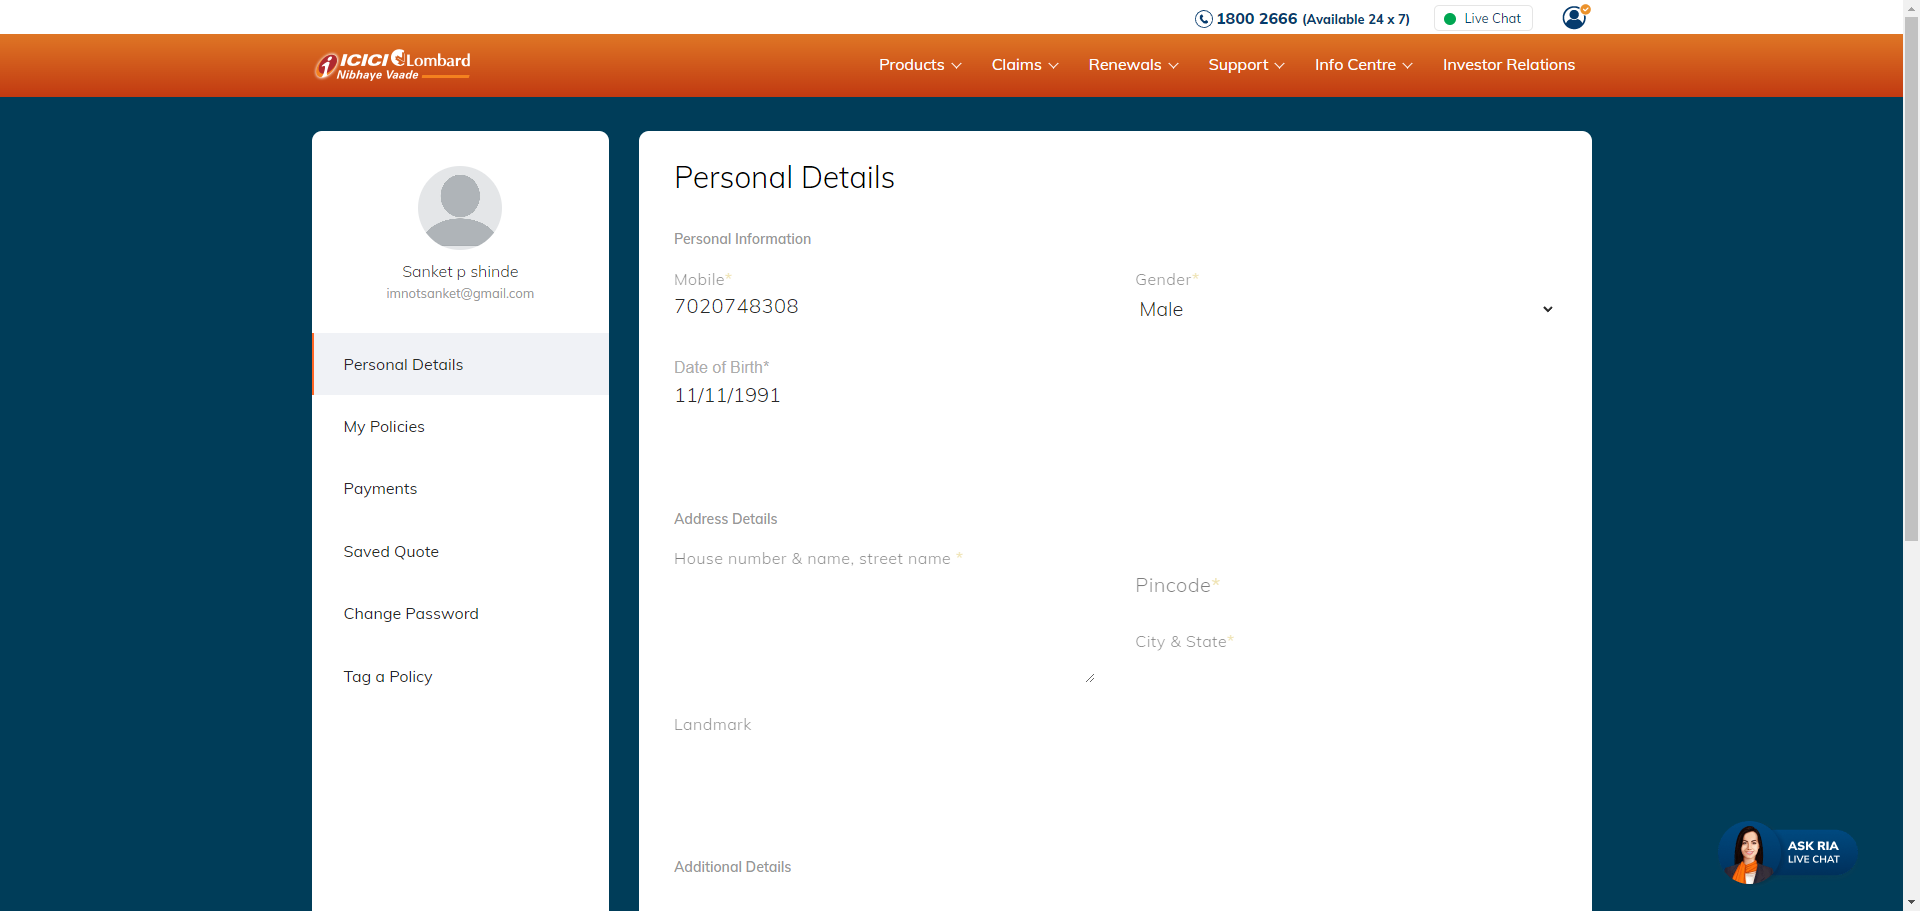 1800 2666 (Available 24 x 7)
Live Chat
ICICI Lombard
Nibhaye Vaade
Products
Claims
Renewals
Support
Info Centre
Investor Relations
Sanket p shinde
imnotsanket@gmail.com
Personal Details
My Policies
Payments
Saved Quote
Change Password
Tag a Policy
Personal Details
Personal Information
Mobile*
7020748308
Gender*
Male
Date of Birth*
11/11/1991
Address Details
House number & name, street name *
Pincode*
City & State*
Landmark
Additional Details
ASK RIA
LIVE CHAT